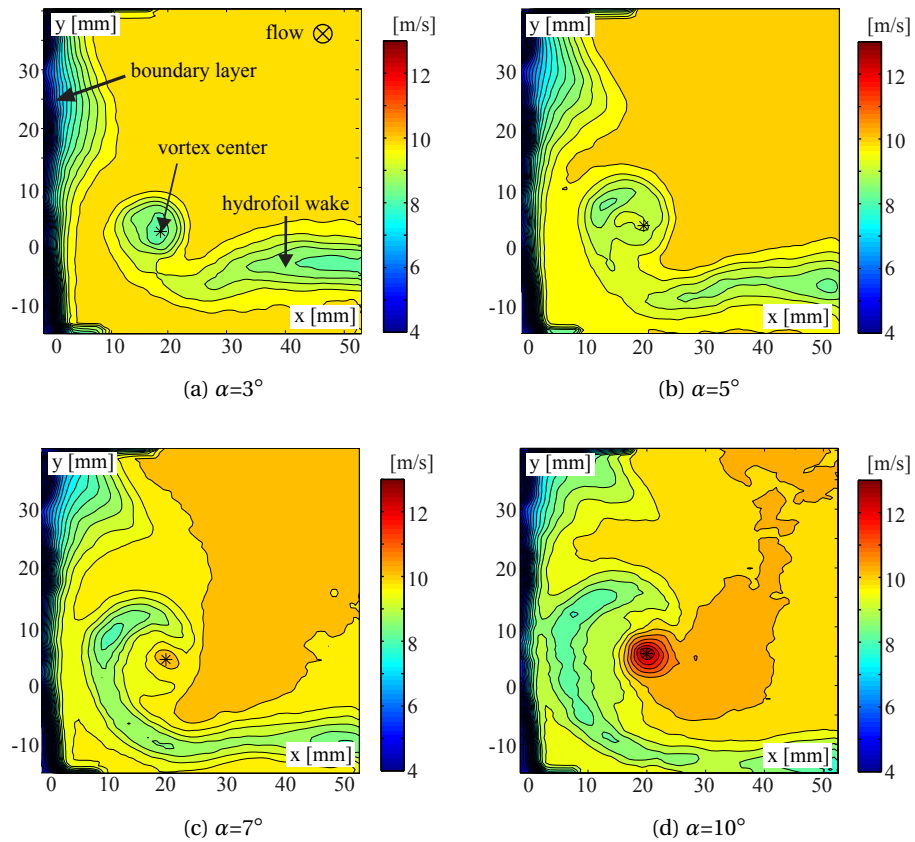 y [mm]
flow
[m/s]
boundary layer
vortex center
hydrofoil wake
30
20
10
0
-10
x [mm]
0 10 20 30 40 50
12
10
8
6
4
(a) α=3°
y [mm]
[m/s]
30
20
10
0
-10
x [mm]
0 10 20 30 40 50
12
10
8
6
4
(b) α=5°
y [mm]
[m/s]
30
20
10
0
-10
x [mm]
0 10 20 30 40 50
12
10
8
6
4
(c) α=7°
y [mm]
[m/s]
30
20
10
0
-10
x [mm]
0 10 20 30 40 50
12
10
8
6
4
(d) α=10°